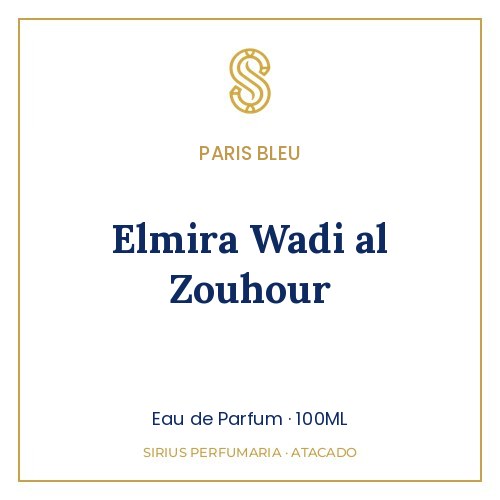 PARIS BLEU
Elmira Wadi al
Zouhour
Eau de Parfum · 100ML
SIRIUS PERFUMARIA · ATACADO